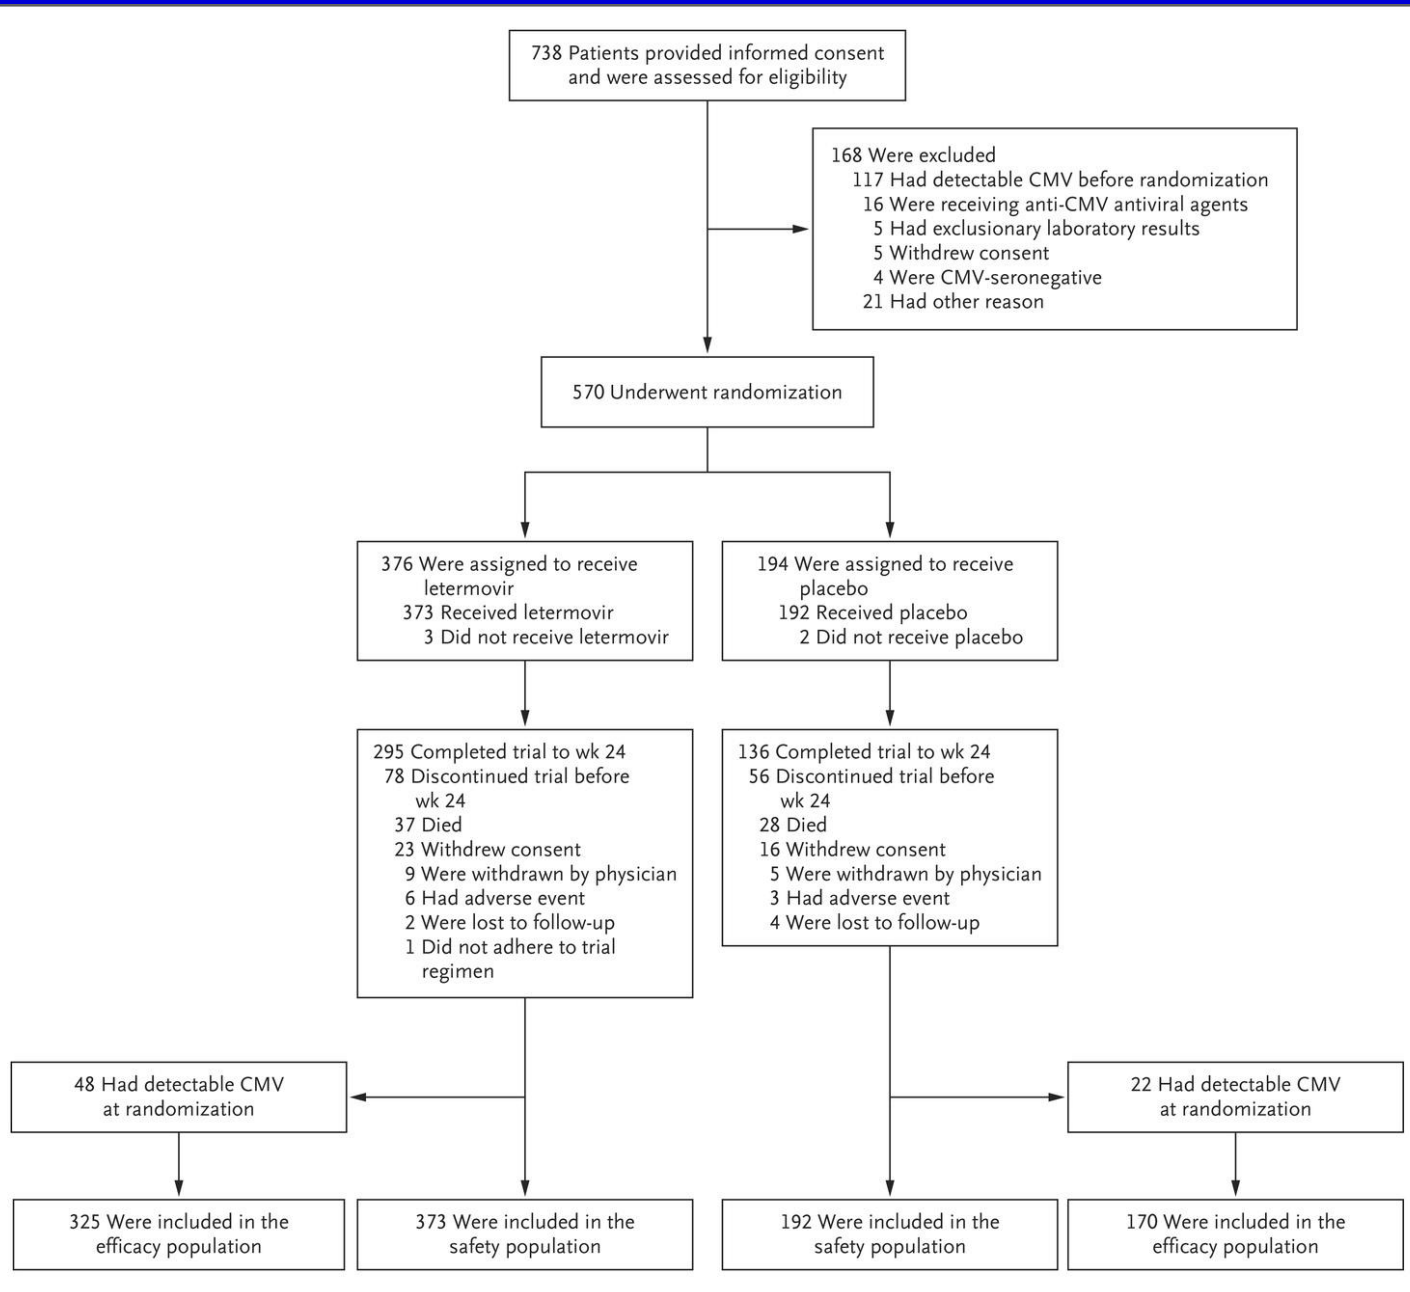 738 Patients provided informed consent
and were assessed for eligibility
168 Were excluded
117 Had detectable CMV before randomization
16 Were receiving anti-CMV antiviral agents
5 Had exclusionary laboratory results
5 Withdrew consent
4 Were CMV-seronegative
21 Had other reason
570 Underwent randomization
376 Were assigned to receive
letermovir
373 Received letermovir
3 Did not receive letermovir
194 Were assigned to receive
placebo
192 Received placebo
2 Did not receive placebo
295 Completed trial to wk 24
78 Discontinued trial before
wk 24
37 Died
23 Withdrew consent
9 Were withdrawn by physician
6 Had adverse event
2 Were lost to follow-up
1 Did not adhere to trial
regimen
136 Completed trial to wk 24
56 Discontinued trial before
wk 24
28 Died
16 Withdrew consent
5 Were withdrawn by physician
3 Had adverse event
4 Were lost to follow-up
48 Had detectable CMV
at randomization
22 Had detectable CMV
at randomization
325 Were included in the
efficacy population
373 Were included in the
safety population
192 Were included in the
safety population
170 Were included in the
efficacy population